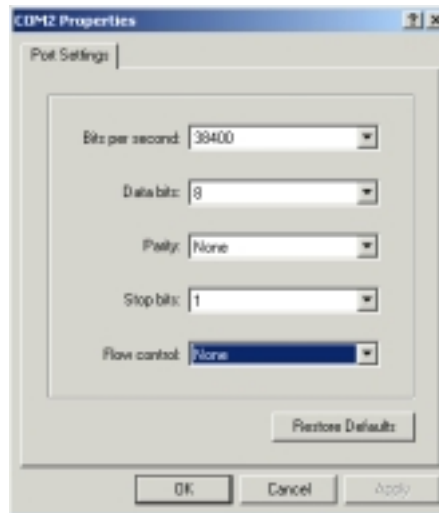 COM2 Properties
Port Settings
Bits per second: 38400
Data bits: 8
Parity: None
Stop bits: 1
Flow control: None
Restore Defaults
OK Cancel Apply